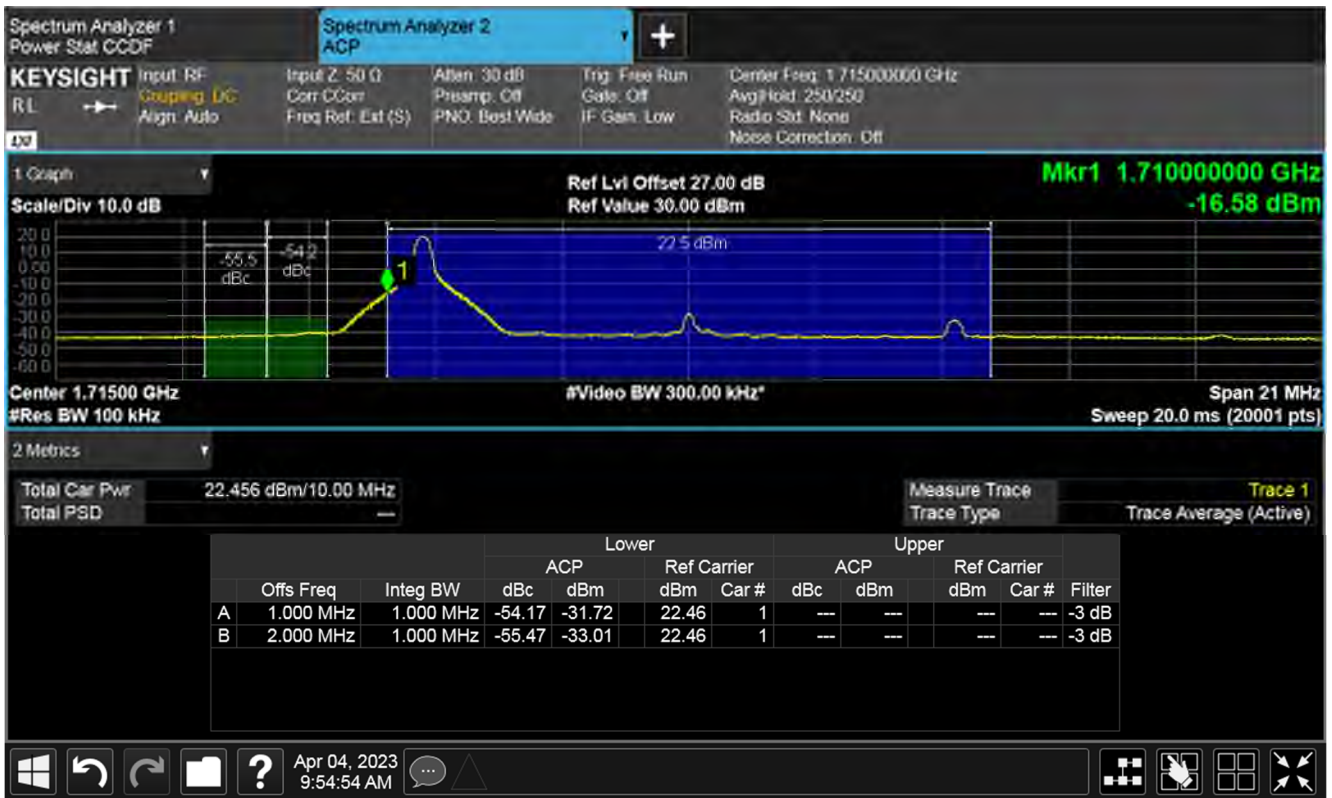 Spectrum Analyzer 1
Power Stat CCDF
Spectrum Analyzer 2
ACP
KEYSIGHT
RL
Input: RF
Coupling: DC
Align: Auto
Input Z: 50 Ω
Corr CCorr
Freq Ref: Ext (S)
Atten: 30 dB
Preamp: Off
PNO: Best Wide
Trig: Free Run
Gate: Off
IF Gain: Low
Center Freq: 1.715000000 GHz
Avg|Hold: 250/250
Radio Std: None
Noise Correction: Off
1 Graph
Scale/Div 10.0 dB
Ref Lvl Offset 27.00 dB
Ref Value 30.00 dBm
Mkr1 1.710000000 GHz
-16.58 dBm
20.0
10.0
0.00
-10.0
-20.0
-30.0
-40.0
-50.0
-60.0
-55.5
dBc
-54.2
dBc
1
22.5 dBm
Center 1.71500 GHz
#Res BW 100 kHz
#Video BW 300.00 kHz*
Span 21 MHz
Sweep 20.0 ms (20001 pts)
2 Metrics
Total Car Pwr 22.456 dBm/10.00 MHz
Total PSD ---
Measure Trace Trace 1
Trace Type Trace Average (Active)
Lower Upper
ACP Ref Carrier ACP Ref Carrier
Offs Freq Integ BW dBc dBm dBm Car # dBc dBm dBm Car # Filter
A 1.000 MHz 1.000 MHz -54.17 -31.72 22.46 1 --- --- --- --- -3 dB
B 2.000 MHz 1.000 MHz -55.47 -33.01 22.46 1 --- --- --- --- -3 dB
?
Apr 04, 2023
9:54:54 AM